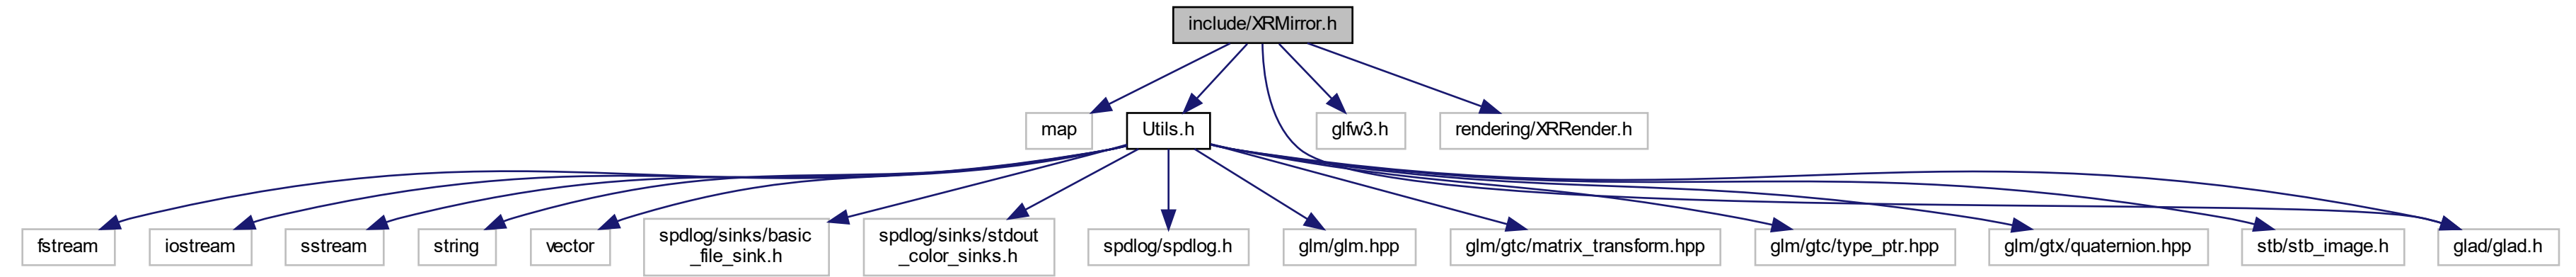 include/XRMirror.h
map
Utils.h
glfw3.h
rendering/XRRender.h
fstream
iostream
sstream
string
vector
spdlog/sinks/basic
_file_sink.h
spdlog/sinks/stdout
_color_sinks.h
spdlog/spdlog.h
glm/glm.hpp
glm/gtc/matrix_transform.hpp
glm/gtc/type_ptr.hpp
glm/gtx/quaternion.hpp
stb/stb_image.h
glad/glad.h